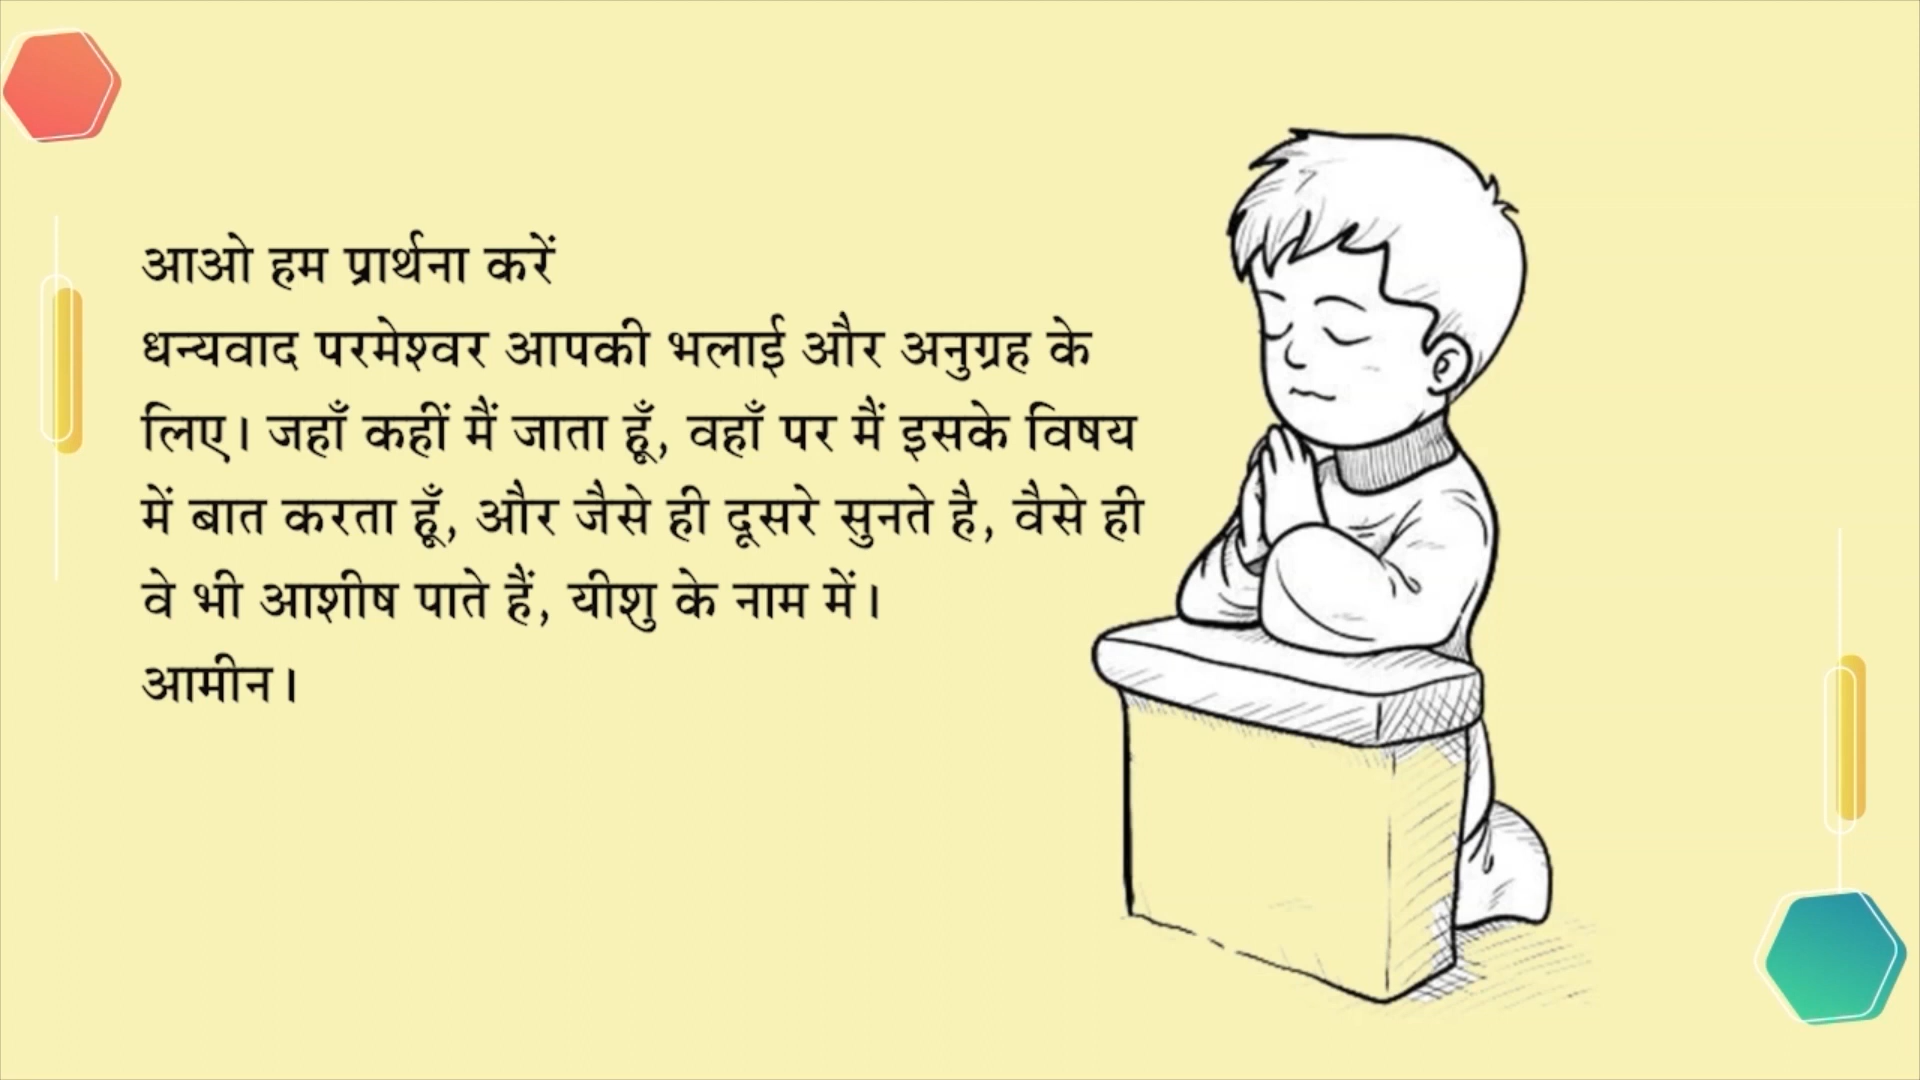 आओ हम प्रार्थना करें
धन्यवाद परमेश्वर आपकी भलाई और अनुग्रह के
लिए। जहाँ कहीं मैं जाता हूँ, वहाँ पर मैं इसके विषय
में बात करता हूँ, और जैसे ही दूसरे सुनते है, वैसे ही
वे भी आशीष पाते हैं, यीशु के नाम में।
आमीन।